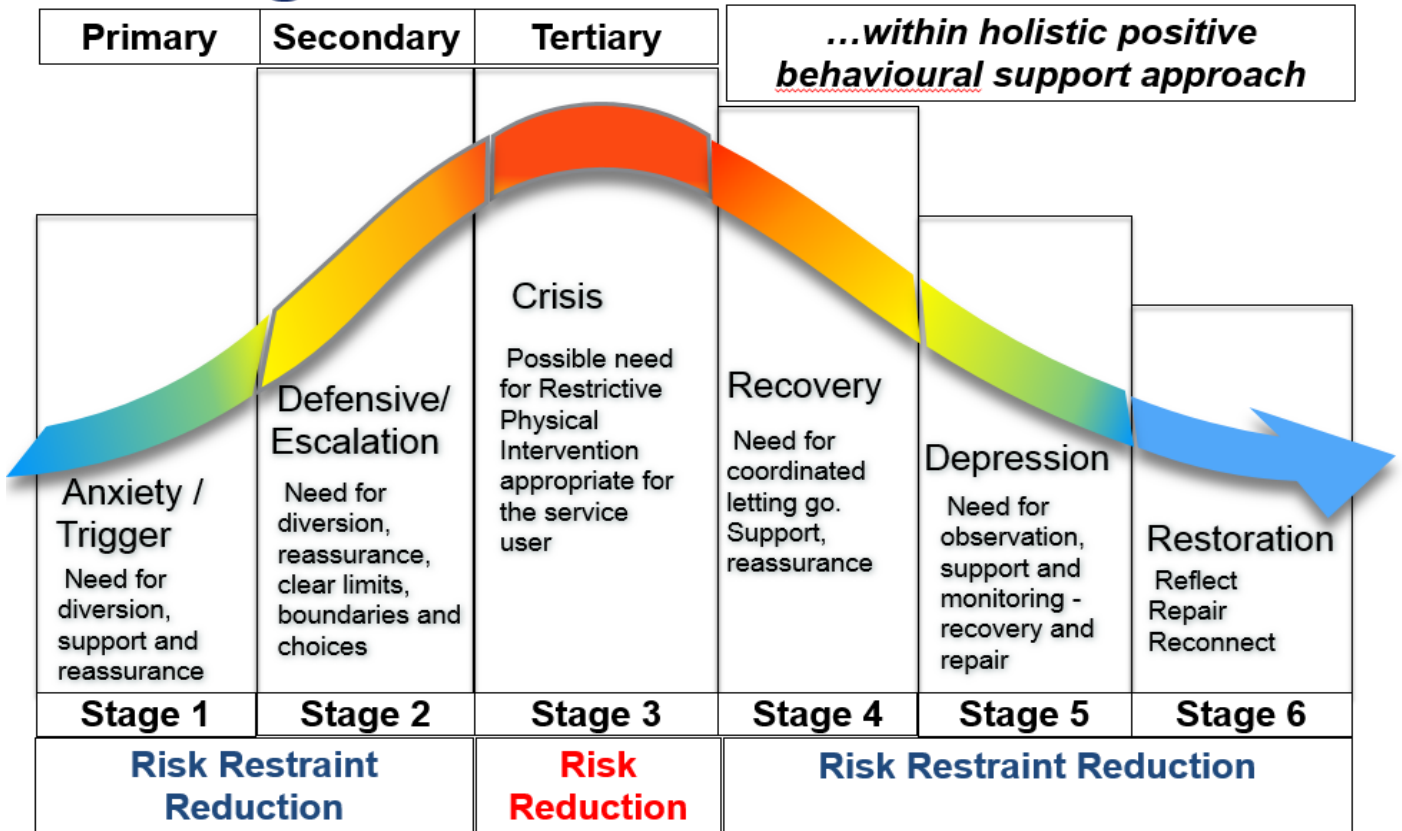 Primary
Secondary
Tertiary
...within holistic positive
behavioural support approach
Anxiety /
Trigger
Need for
diversion,
support and
reassurance
Defensive/
Escalation
Need for
diversion,
reassurance,
clear limits,
boundaries and
choices
Crisis
Possible need
for Restrictive
Physical
Intervention
appropriate for
the service
user
Recovery
Need for
coordinated
letting go.
Support,
reassurance
Depression
Need for
observation,
support and
monitoring -
recovery and
repair
Restoration
Reflect
Repair
Reconnect
Stage 1
Stage 2
Stage 3
Stage 4
Stage 5
Stage 6
Risk Restraint
Reduction
Risk
Reduction
Risk Restraint Reduction